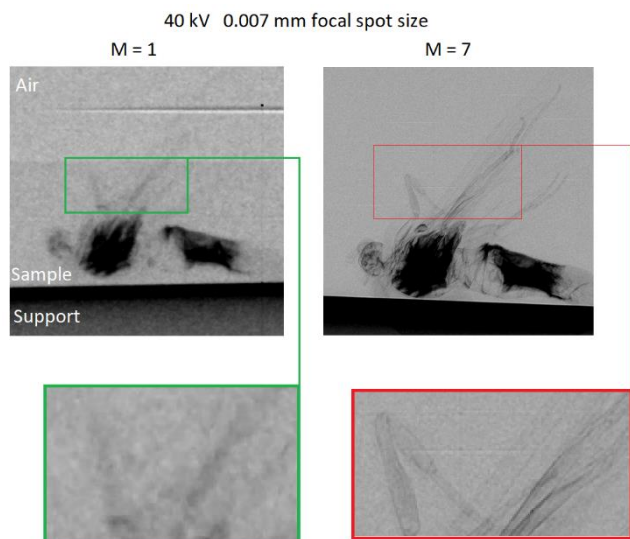 40 kV 0.007 mm focal spot size
M = 1
M = 7
Air
Sample
Support